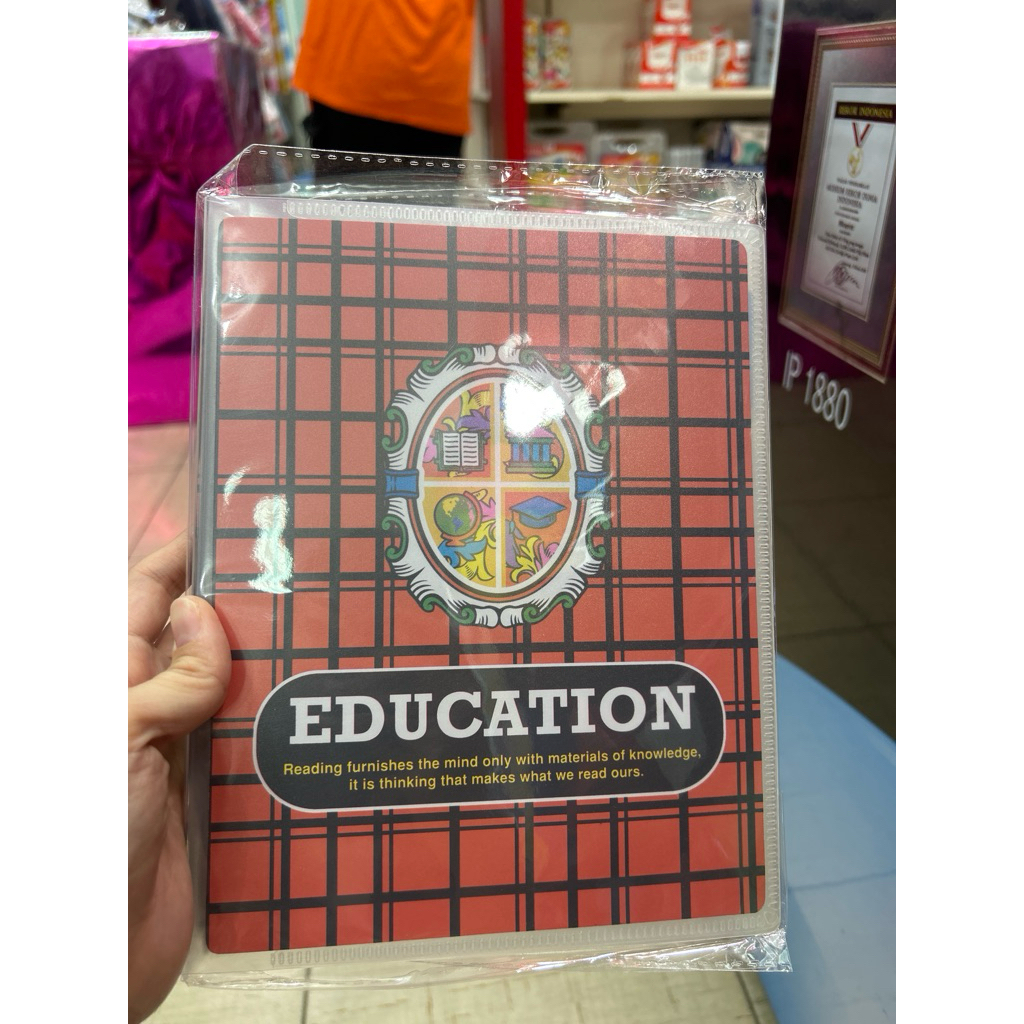 EDUCATION
Reading furnishes the mind only with materials of knowledge,
it is thinking that makes what we read ours.
INDONESIA
IP 1880